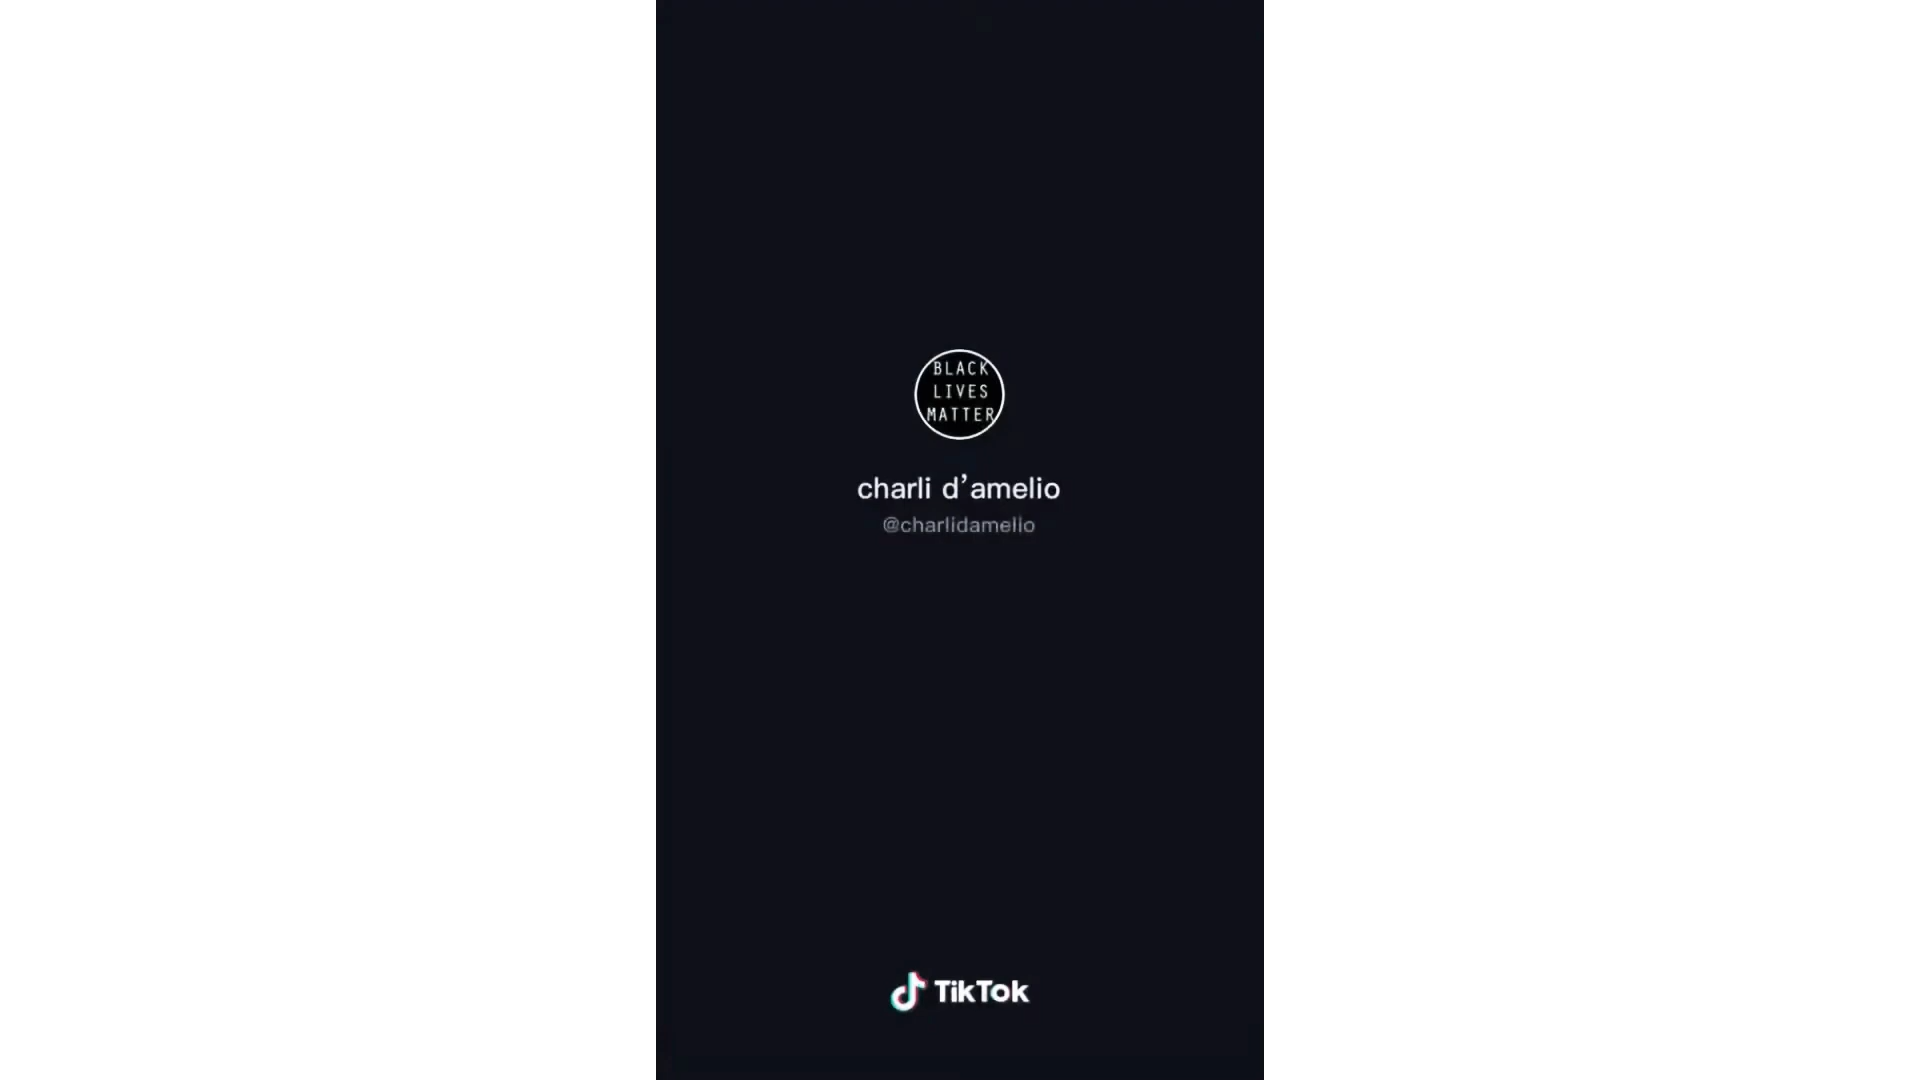 BLACK
LIVES
MATTER
charli d’amelio
@charlidamelio
TikTok